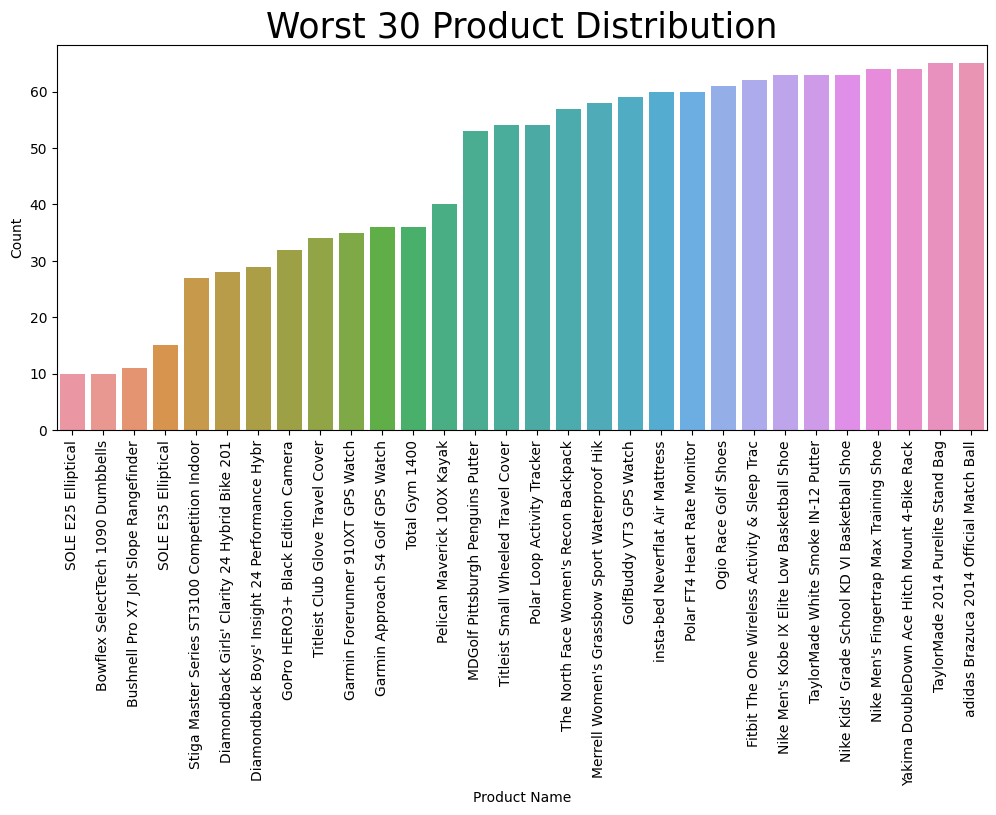 Worst 30 Product Distribution
Count
60
50
40
30
20
10
0
SOLE E25 Elliptical
Bowflex SelectTech 1090 Dumbbells
Bushnell Pro X7 Jolt Slope Rangefinder
SOLE E35 Elliptical
Stiga Master Series ST3100 Competition Indoor
Diamondback Girls' Clarity 24 Hybrid Bike 201
Diamondback Boys' Insight 24 Performance Hybr
GoPro HERO3+ Black Edition Camera
Titleist Club Glove Travel Cover
Garmin Forerunner 910XT GPS Watch
Garmin Approach S4 Golf GPS Watch
Total Gym 1400
Pelican Maverick 100X Kayak
MDGolf Pittsburgh Penguins Putter
Titleist Small Wheeled Travel Cover
Polar Loop Activity Tracker
The North Face Women's Recon Backpack
Merrell Women's Grassbow Sport Waterproof Hik
GolfBuddy VT3 GPS Watch
insta-bed Neverflat Air Mattress
Polar FT4 Heart Rate Monitor
Ogio Race Golf Shoes
Fitbit The One Wireless Activity & Sleep Trac
Nike Men's Kobe IX Elite Low Basketball Shoe
TaylorMade White Smoke IN-12 Putter
Nike Kids' Grade School KD VI Basketball Shoe
Nike Men's Fingertrap Max Training Shoe
Yakima DoubleDown Ace Hitch Mount 4-Bike Rack
TaylorMade 2014 Purelite Stand Bag
adidas Brazuca 2014 Official Match Ball
Product Name